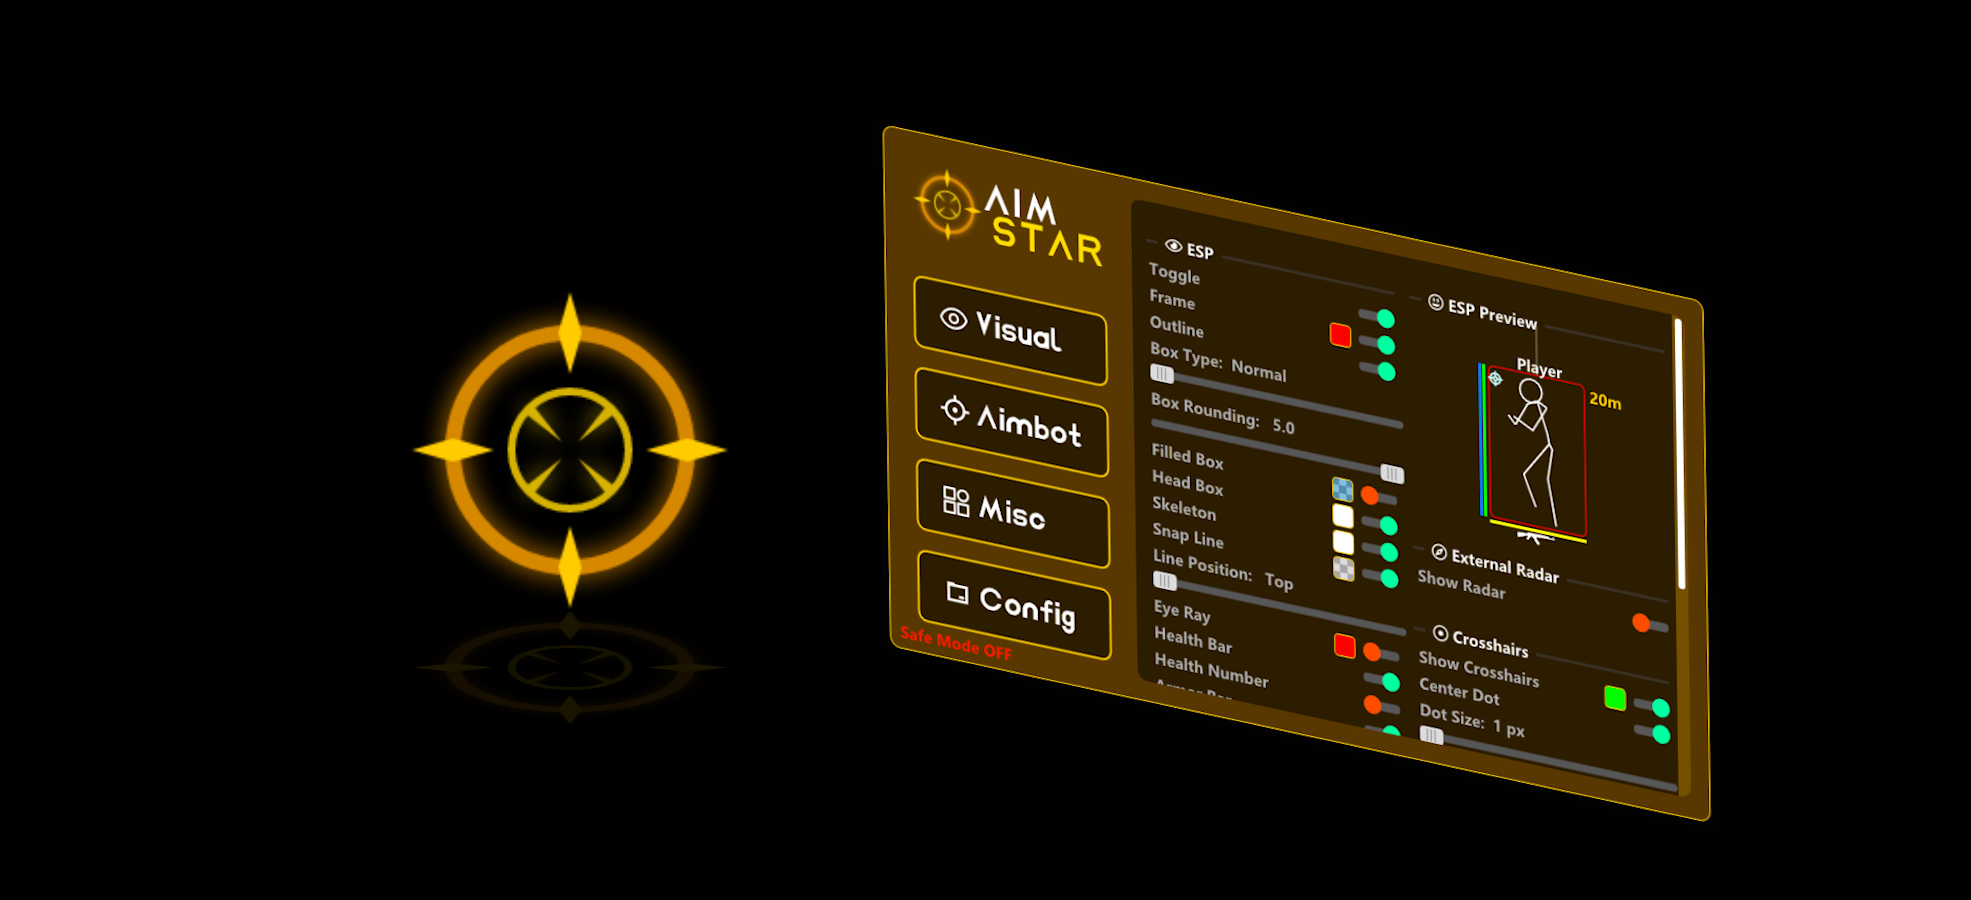 AIM
STAR
Visual
Aimbot
Misc
Config
Safe Mode OFF
ESP
Toggle
Frame
Outline
Box Type: Normal
Box Rounding: 5.0
Filled Box
Head Box
Skeleton
Snap Line
Line Position: Top
Eye Ray
Health Bar
Health Number
ESP Preview
Player
20m
External Radar
Show Radar
Crosshairs
Show Crosshairs
Center Dot
Dot Size: 1 px